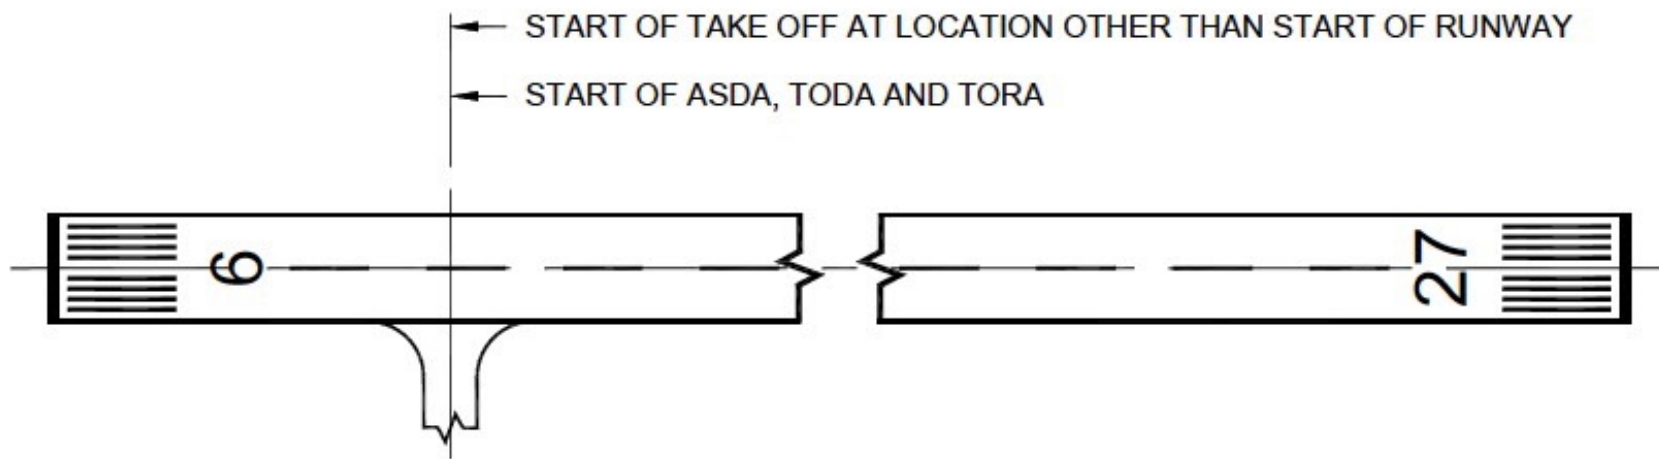 START OF TAKE OFF AT LOCATION OTHER THAN START OF RUNWAY
START OF ASDA, TODA AND TORA
9
27